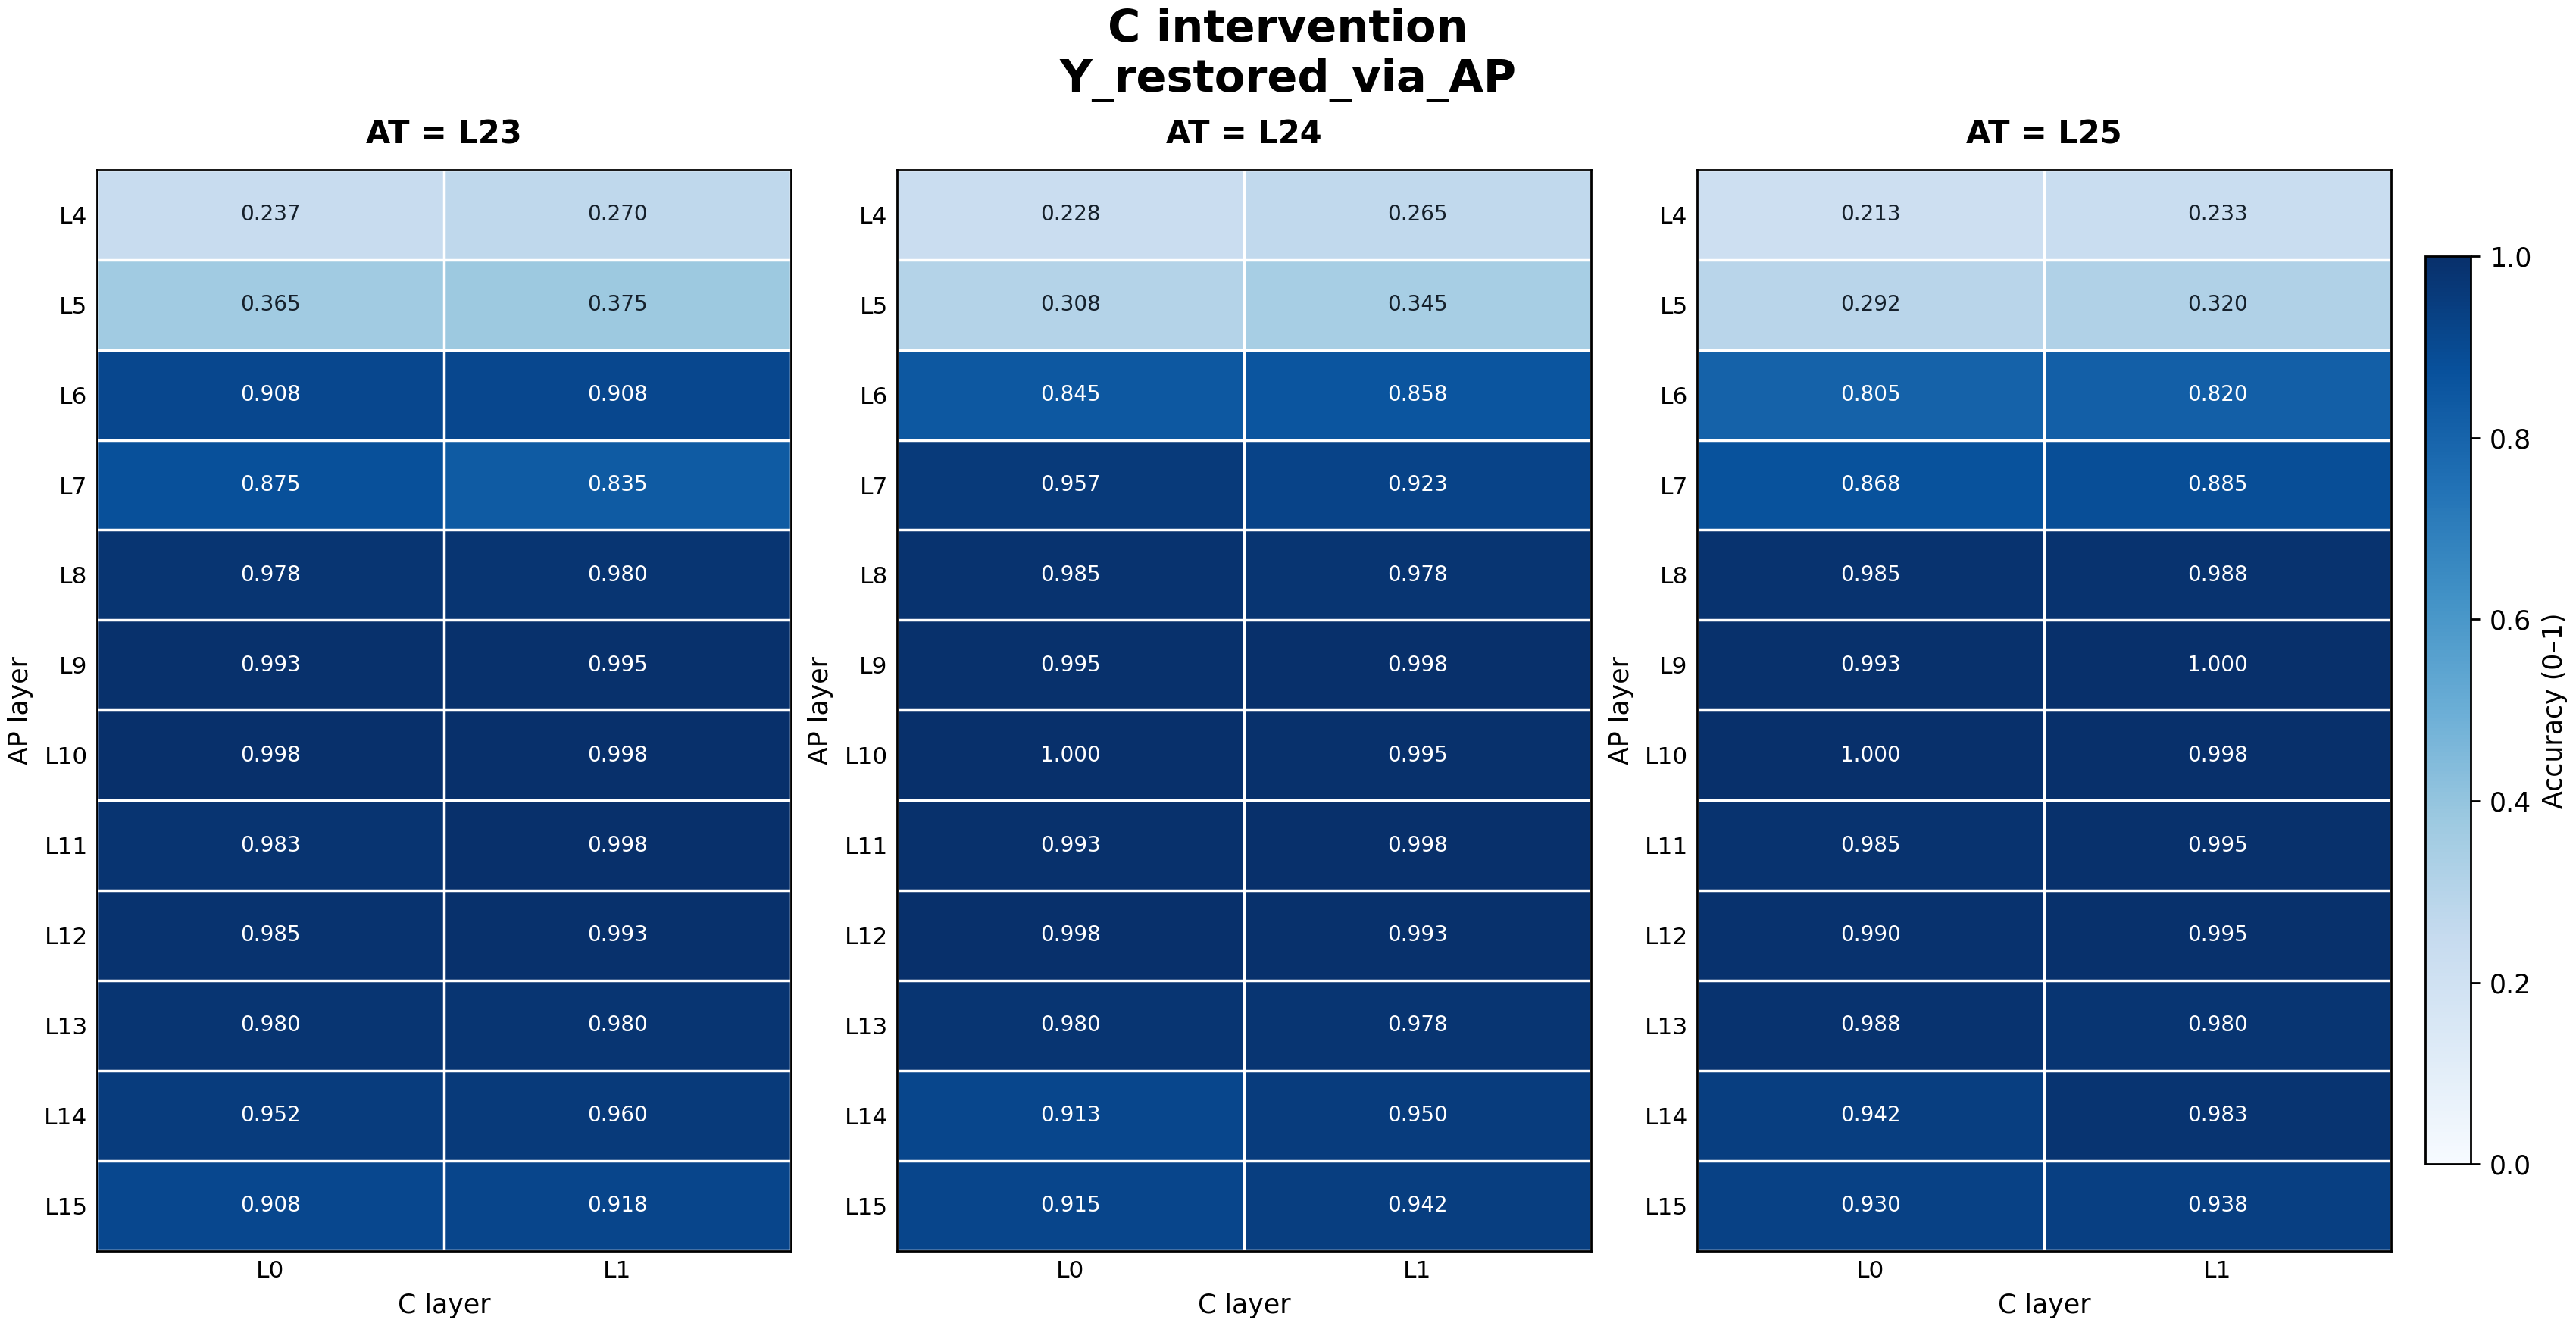 C intervention
Y_restored_via_AP
AT = L23
AT = L24
AT = L25
L4 0.237 0.270
L5 0.365 0.375
L6 0.908 0.908
L7 0.875 0.835
L8 0.978 0.980
L9 0.993 0.995
L10 0.998 0.998
L11 0.983 0.998
L12 0.985 0.993
L13 0.980 0.980
L14 0.952 0.960
L15 0.908 0.918
L0 L1
C layer
AP layer
L4 0.228 0.265
L5 0.308 0.345
L6 0.845 0.858
L7 0.957 0.923
L8 0.985 0.978
L9 0.995 0.998
L10 1.000 0.995
L11 0.993 0.998
L12 0.998 0.993
L13 0.980 0.978
L14 0.913 0.950
L15 0.915 0.942
L0 L1
C layer
AP layer
L4 0.213 0.233
L5 0.292 0.320
L6 0.805 0.820
L7 0.868 0.885
L8 0.985 0.988
L9 0.993 1.000
L10 1.000 0.998
L11 0.985 0.995
L12 0.990 0.995
L13 0.988 0.980
L14 0.942 0.983
L15 0.930 0.938
L0 L1
C layer
AP layer
1.0
0.8
0.6
0.4
0.2
0.0
Accuracy (0–1)